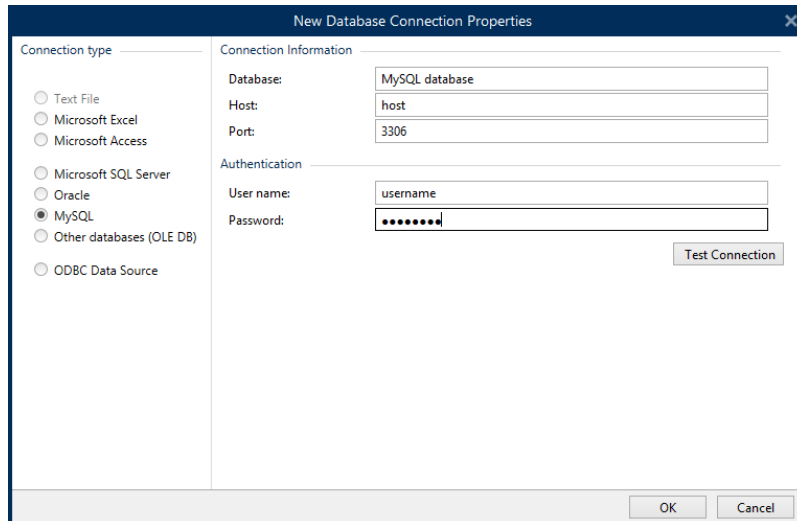 New Database Connection Properties
Connection type
Text File
Microsoft Excel
Microsoft Access
Microsoft SQL Server
Oracle
MySQL
Other databases (OLE DB)
ODBC Data Source
Connection Information
Database: MySQL database
Host: host
Port: 3306
Authentication
User name: username
Password: ●●●●●●●●
Test Connection
OK Cancel